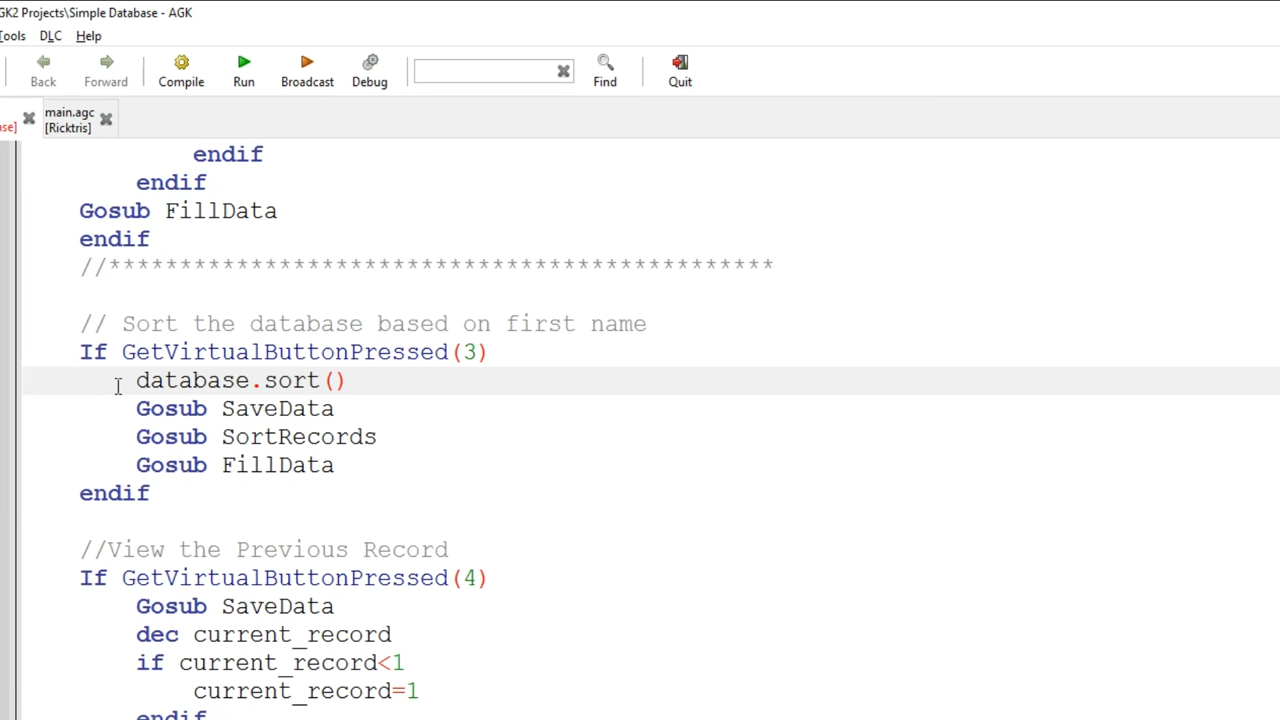 GK2 Projects\Simple Database - AGK
Tools DLC Help
Back Forward Compile Run Broadcast Debug Find Quit
ase] main.agc
[Ricktris]
endif
endif
Gosub FillData
endif
//***********************************************
// Sort the database based on first name
If GetVirtualButtonPressed(3)
database.sort()
Gosub SaveData
Gosub SortRecords
Gosub FillData
endif
//View the Previous Record
If GetVirtualButtonPressed(4)
Gosub SaveData
dec current_record
if current_record<1
current_record=1
endif